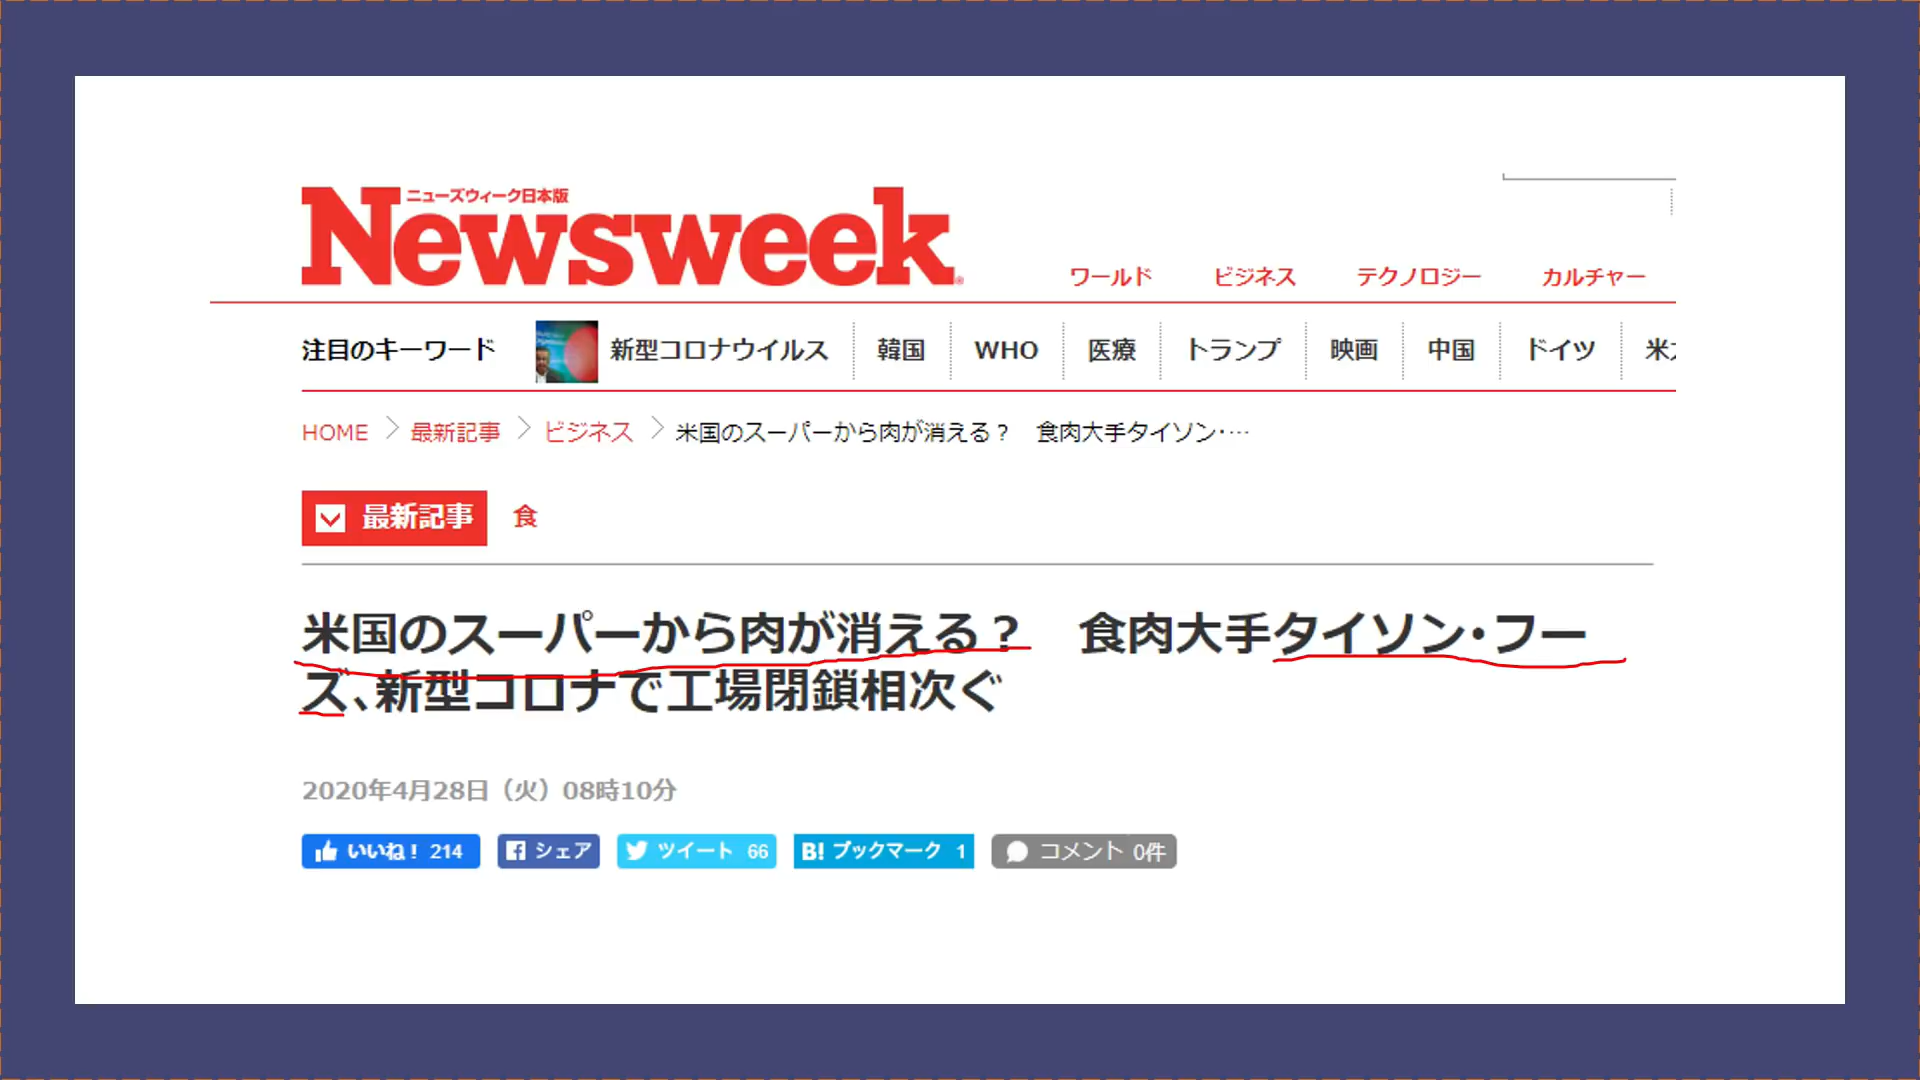 ニューズウィーク日本版
Newsweek
ワールド ビジネス テクノロジー カルチャー
注目のキーワード 新型コロナウイルス 韓国 WHO 医療 トランプ 映画 中国 ドイツ 米
HOME 最新記事 ビジネス 米国のスーパーから肉が消える？　食肉大手タイソン・…
最新記事 食
米国のスーパーから肉が消える？　食肉大手タイソン・フー
ズ、新型コロナで工場閉鎖相次ぐ
2020年4月28日（火）08時10分
いいね！ 214 シェア ツイート 66 B! ブックマーク 1 コメント 0件